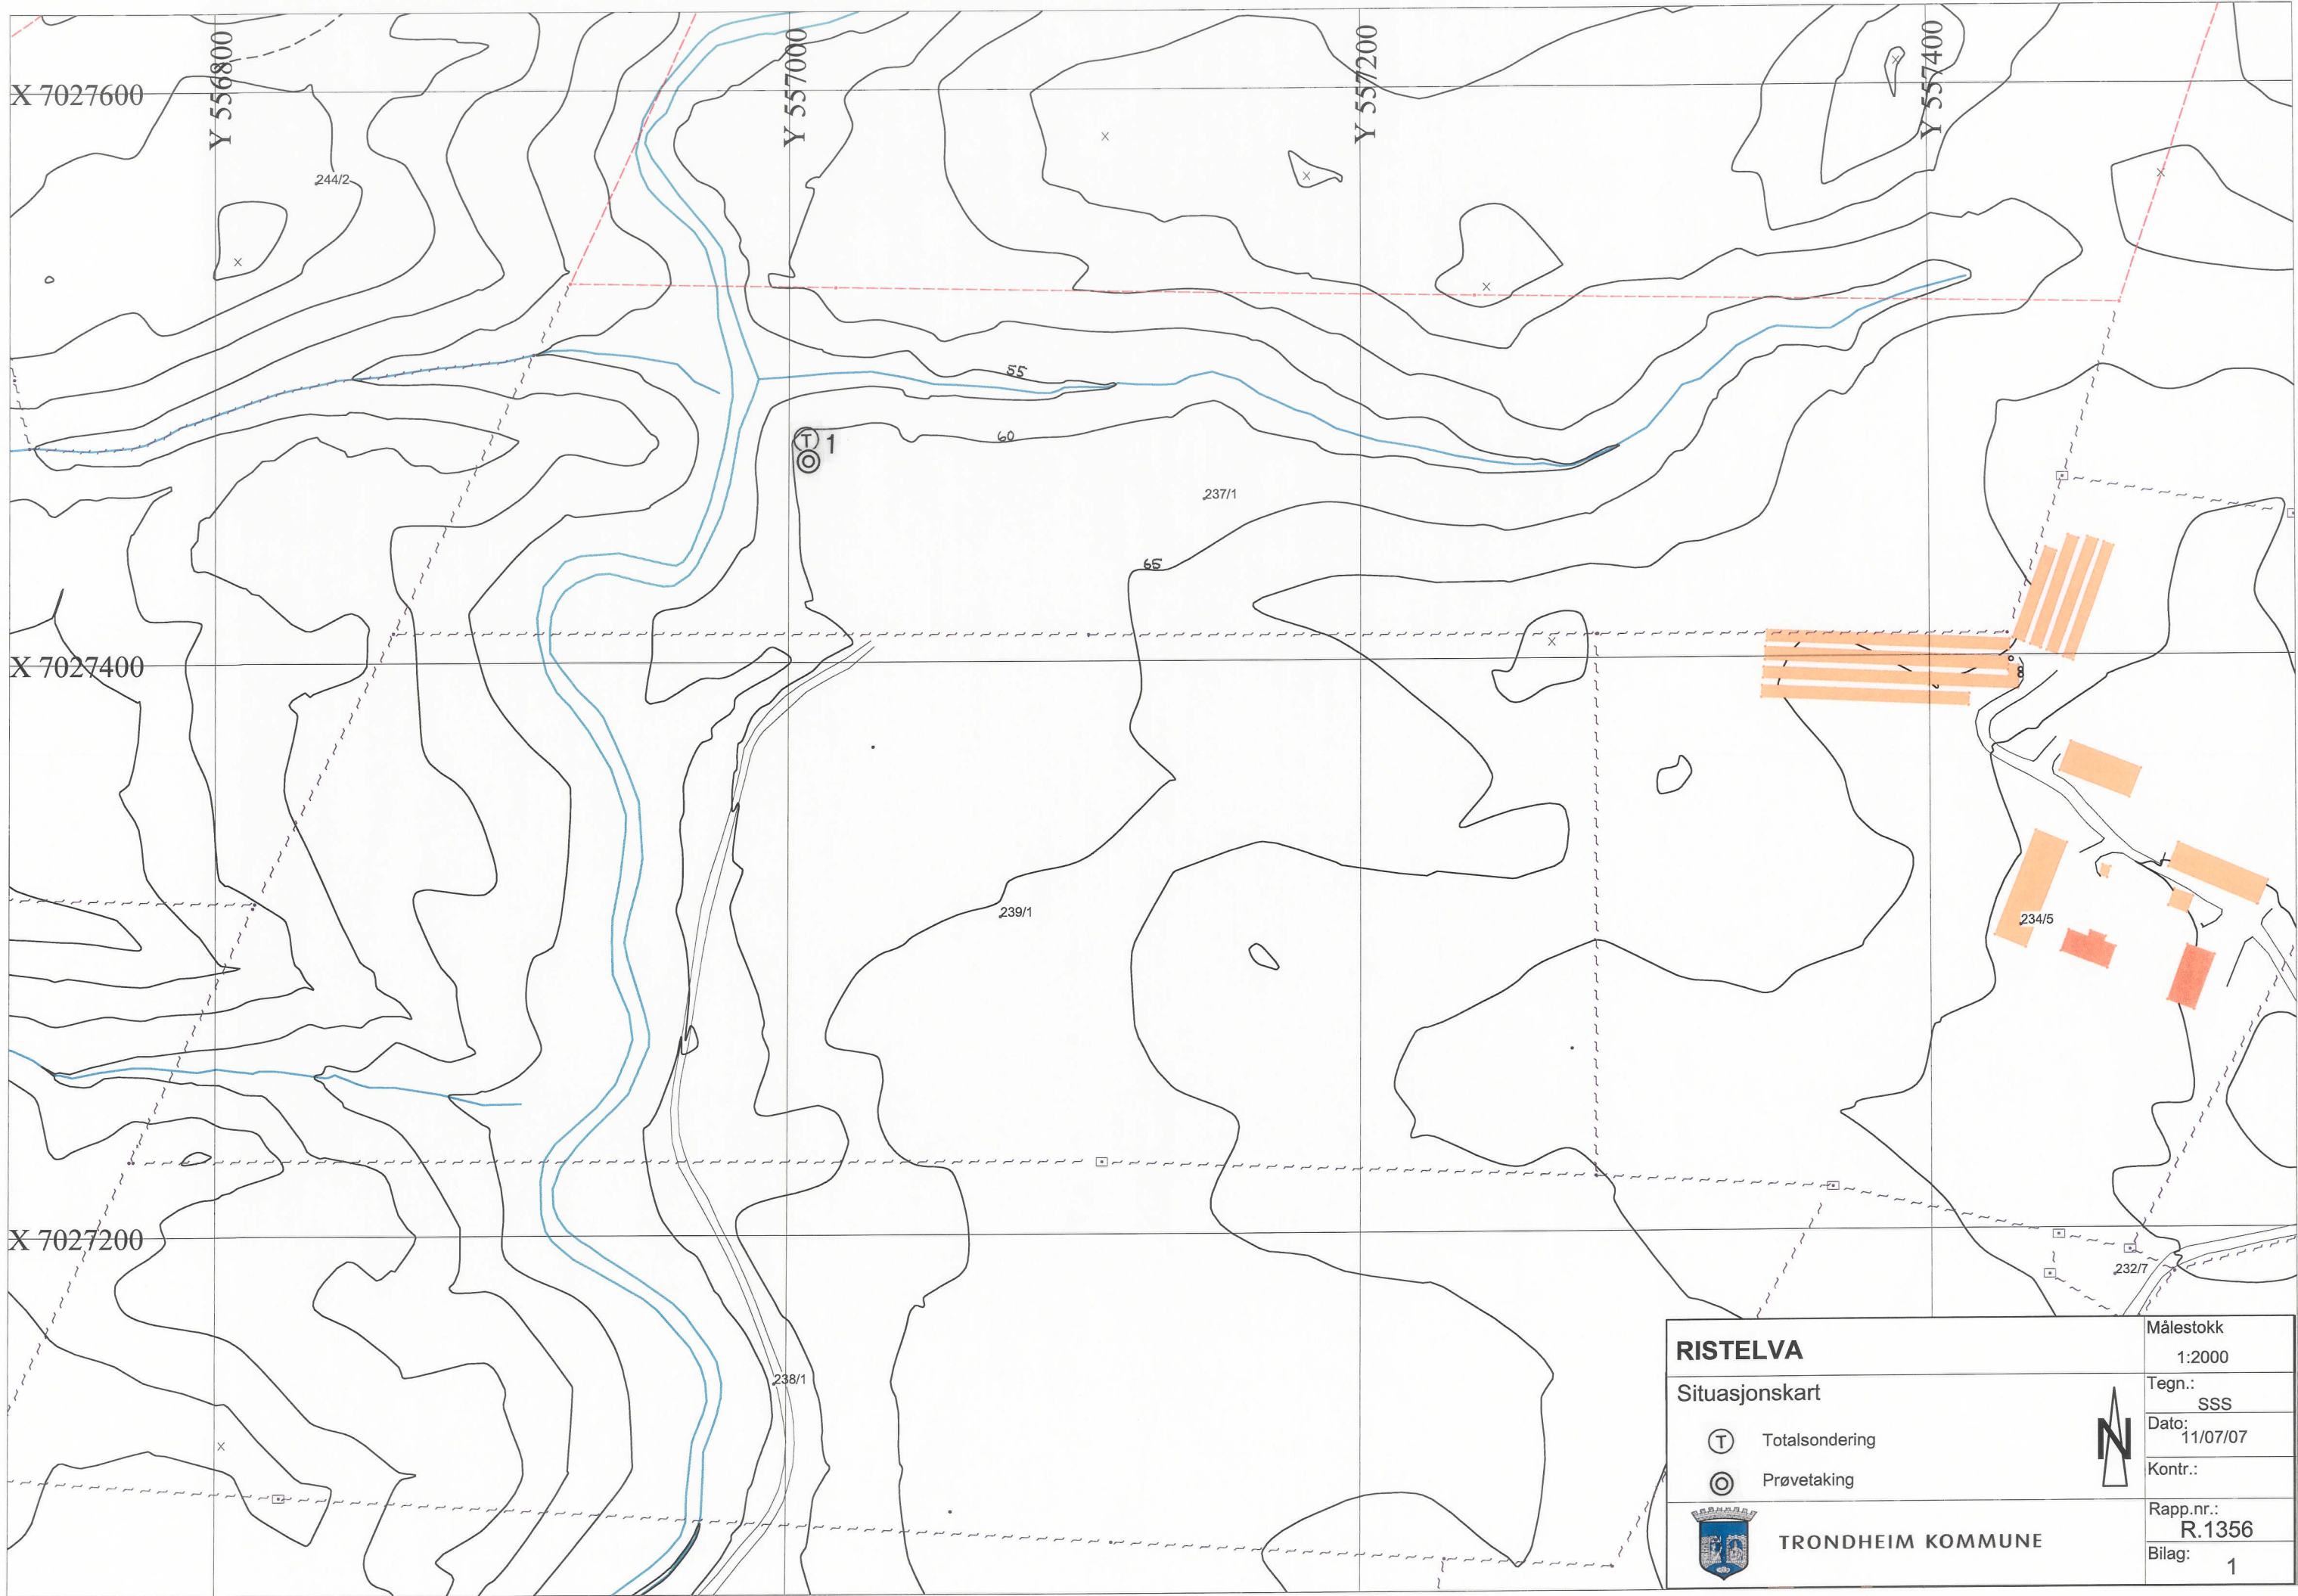 Y 556800
Y 557000
Y 557200
Y 557400
X 7027600
244/2
55
T 1
60
237/1
65
X 7027400
239/1
234/5
X 7027200
232/7
238/1
RISTELVA
Målestokk
1:2000
Situasjonskart
Tegn.:
SSS
T Totalsondering
N
Dato:
11/07/07
Prøvetaking
Kontr.:
TRONDHEIM KOMMUNE
Rapp.nr.:
R.1356
Bilag:
1